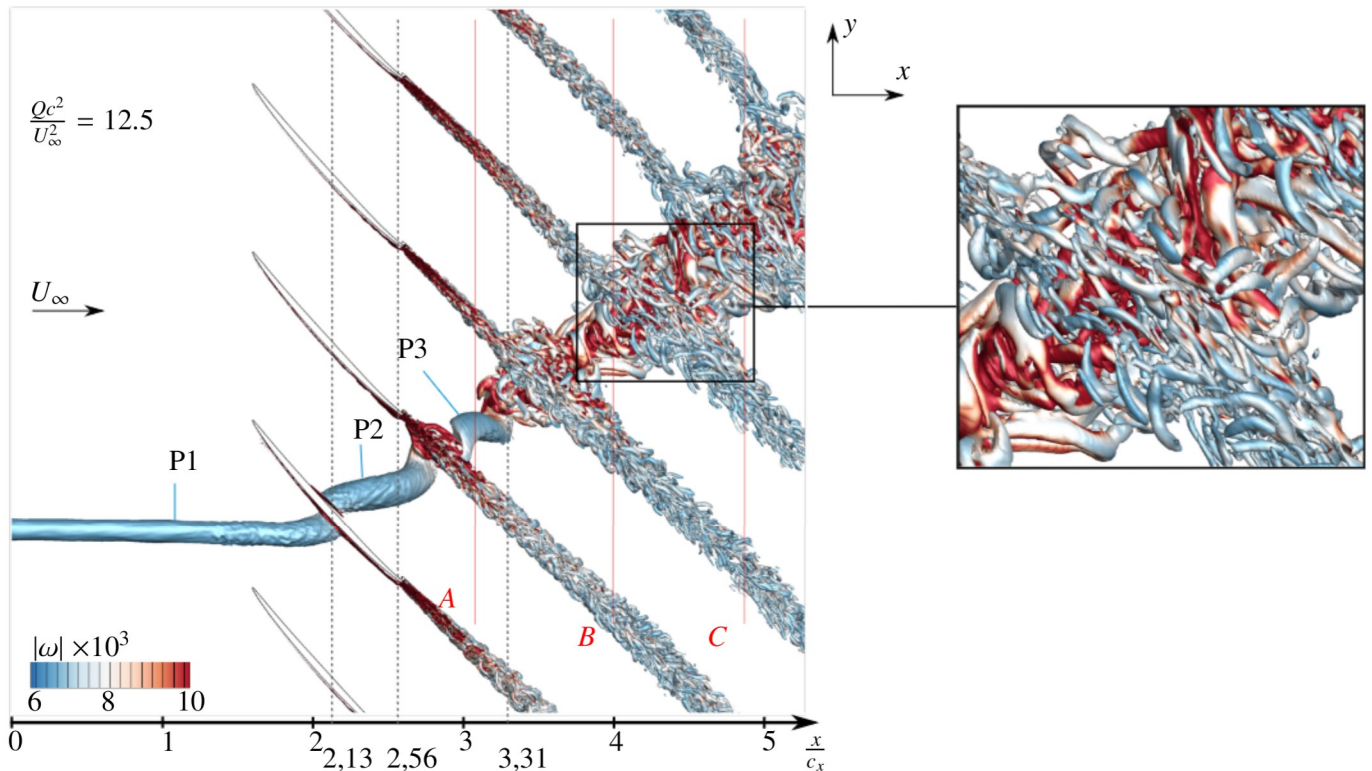 y
x
Qc²/U∞² = 12.5
U∞
P3
P2
P1
A
B
C
|ω| ×10³
6 8 10
0 1 2 3 4 5 x/cₓ
2,13 2,56 3,31